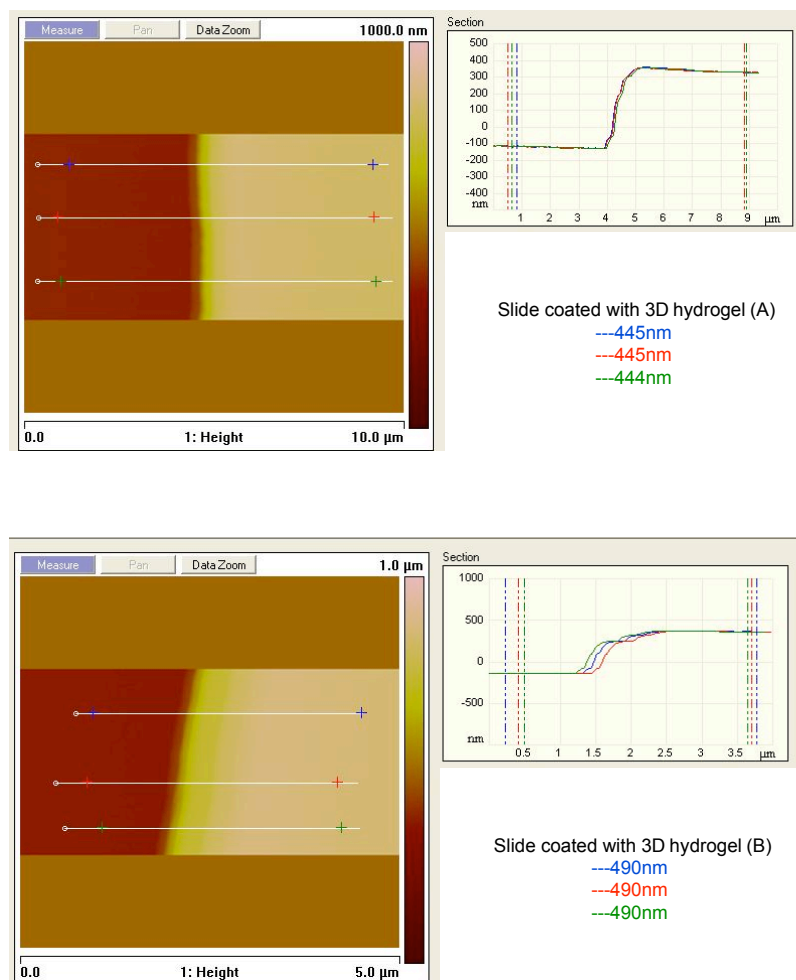 Measure Pan Data Zoom 1000.0 nm
0.0 1: Height 10.0 µm
Section
500
400
300
200
100
0
-100
-200
-300
-400
nm
1 2 3 4 5 6 7 8 9 µm
Slide coated with 3D hydrogel (A)
---445nm
---445nm
---444nm
Measure Pan Data Zoom 1.0 µm
0.0 1: Height 5.0 µm
Section
1000
500
0
-500
nm
0.5 1 1.5 2 2.5 3 3.5 µm
Slide coated with 3D hydrogel (B)
---490nm
---490nm
---490nm